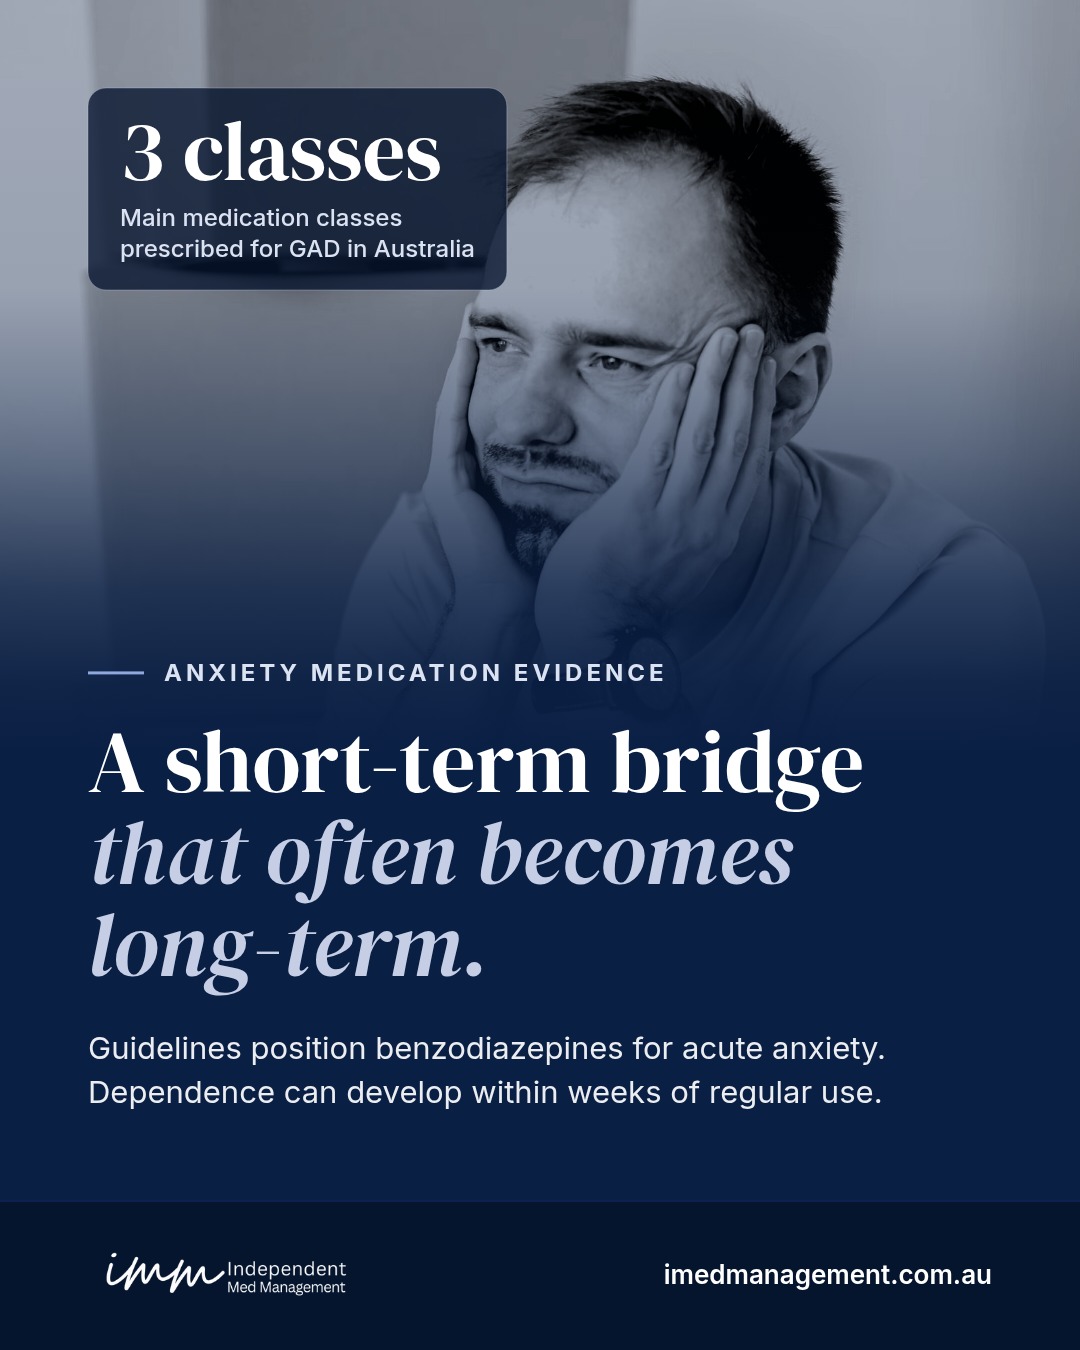 3 classes
Main medication classes
prescribed for GAD in Australia
ANXIETY MEDICATION EVIDENCE
A short-term bridge
that often becomes
long-term.
Guidelines position benzodiazepines for acute anxiety.
Dependence can develop within weeks of regular use.
imm Independent
Med Management
imedmanagement.com.au